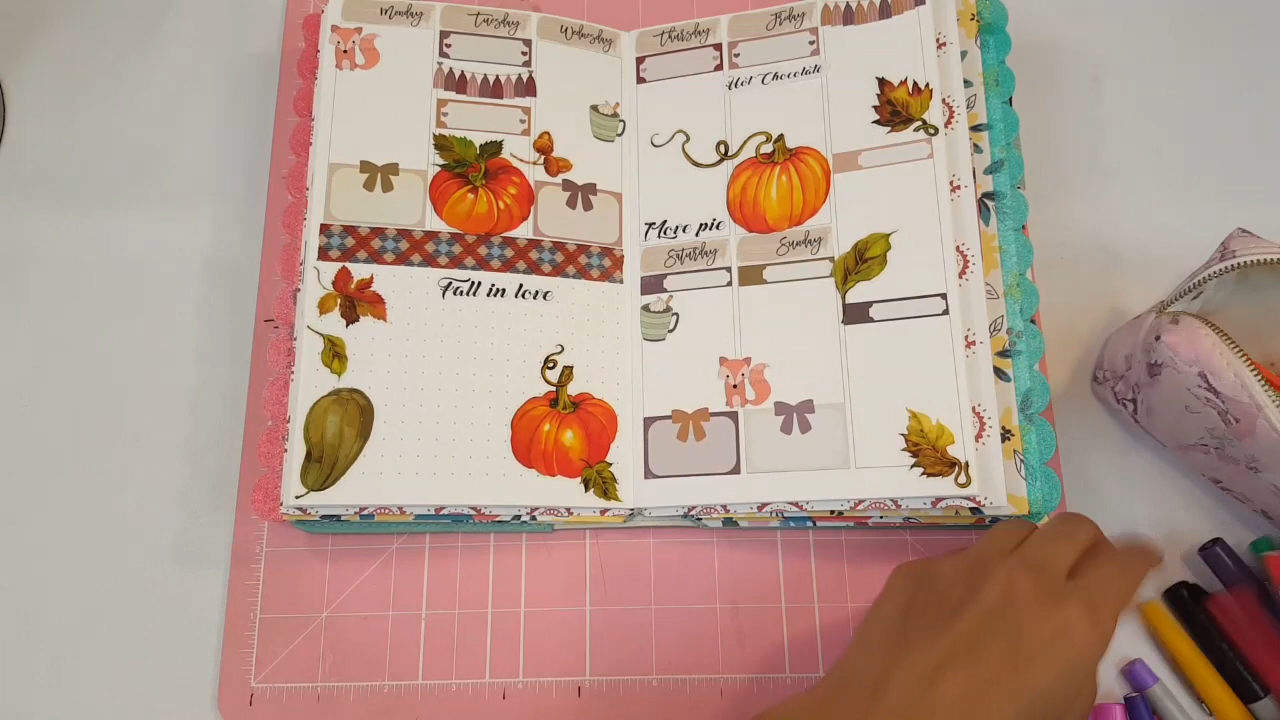 Monday
Tuesday
Wednesday
Fall in love
Thursday
Friday
Hot Chocolate
More pie
Saturday
Sunday